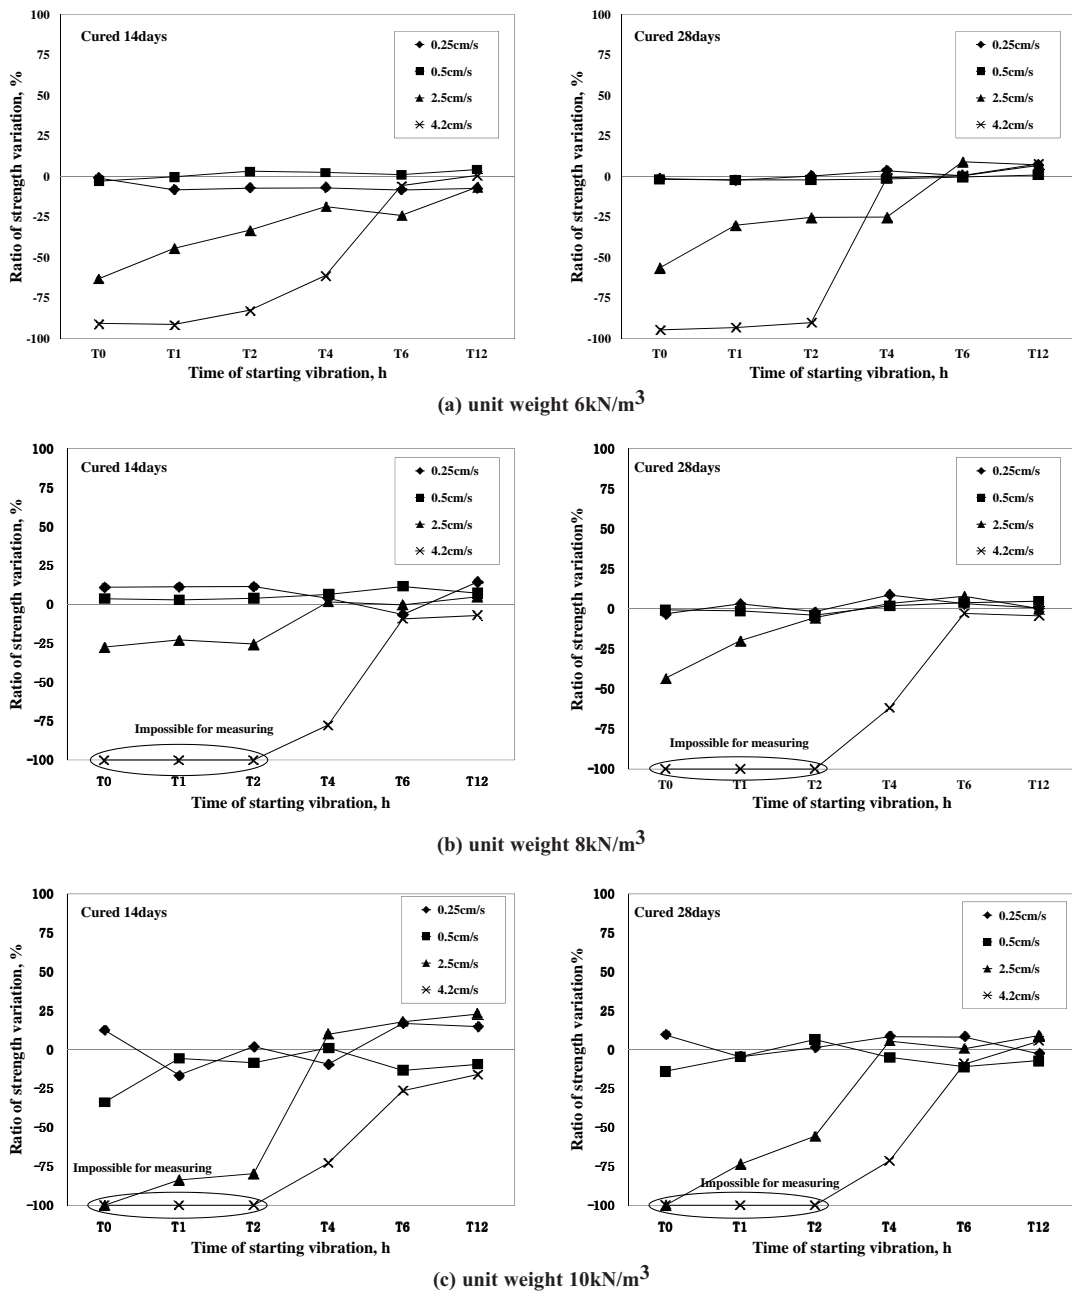 Cured 14days
Ratio of strength variation, %
100
75
50
25
0
-25
-50
-75
-100
0.25cm/s
0.5cm/s
2.5cm/s
4.2cm/s
T0 T1 T2 T4 T6 T12
Time of starting vibration, h
Cured 28days
Ratio of strength variation, %
100
75
50
25
0
-25
-50
-75
-100
0.25cm/s
0.5cm/s
2.5cm/s
4.2cm/s
T0 T1 T2 T4 T6 T12
Time of starting vibration, h
(a) unit weight 6kN/m³
Cured 14days
Ratio of strength variation, %
100
75
50
25
0
-25
-50
-75
-100
0.25cm/s
0.5cm/s
2.5cm/s
4.2cm/s
Impossible for measuring
T0 T1 T2 T4 T6 T12
Time of starting vibration, h
Cured 28days
Ratio of strength variation%
100
75
50
25
0
-25
-50
-75
-100
0.25cm/s
0.5cm/s
2.5cm/s
4.2cm/s
Impossible for measuring
T0 T1 T2 T4 T6 T12
Time of starting vibration, h
(b) unit weight 8kN/m³
Cured 14days
Ratio of strength variation, %
100
75
50
25
0
-25
-50
-75
-100
0.25cm/s
0.5cm/s
2.5cm/s
4.2cm/s
Impossible for measuring
T0 T1 T2 T4 T6 T12
Time of starting vibration, h
Cured 28days
Ratio of strength variation%
100
75
50
25
0
-25
-50
-75
-100
0.25cm/s
0.5cm/s
2.5cm/s
4.2cm/s
Impossible for measuring
T0 T1 T2 T4 T6 T12
Time of starting vibration, h
(c) unit weight 10kN/m³